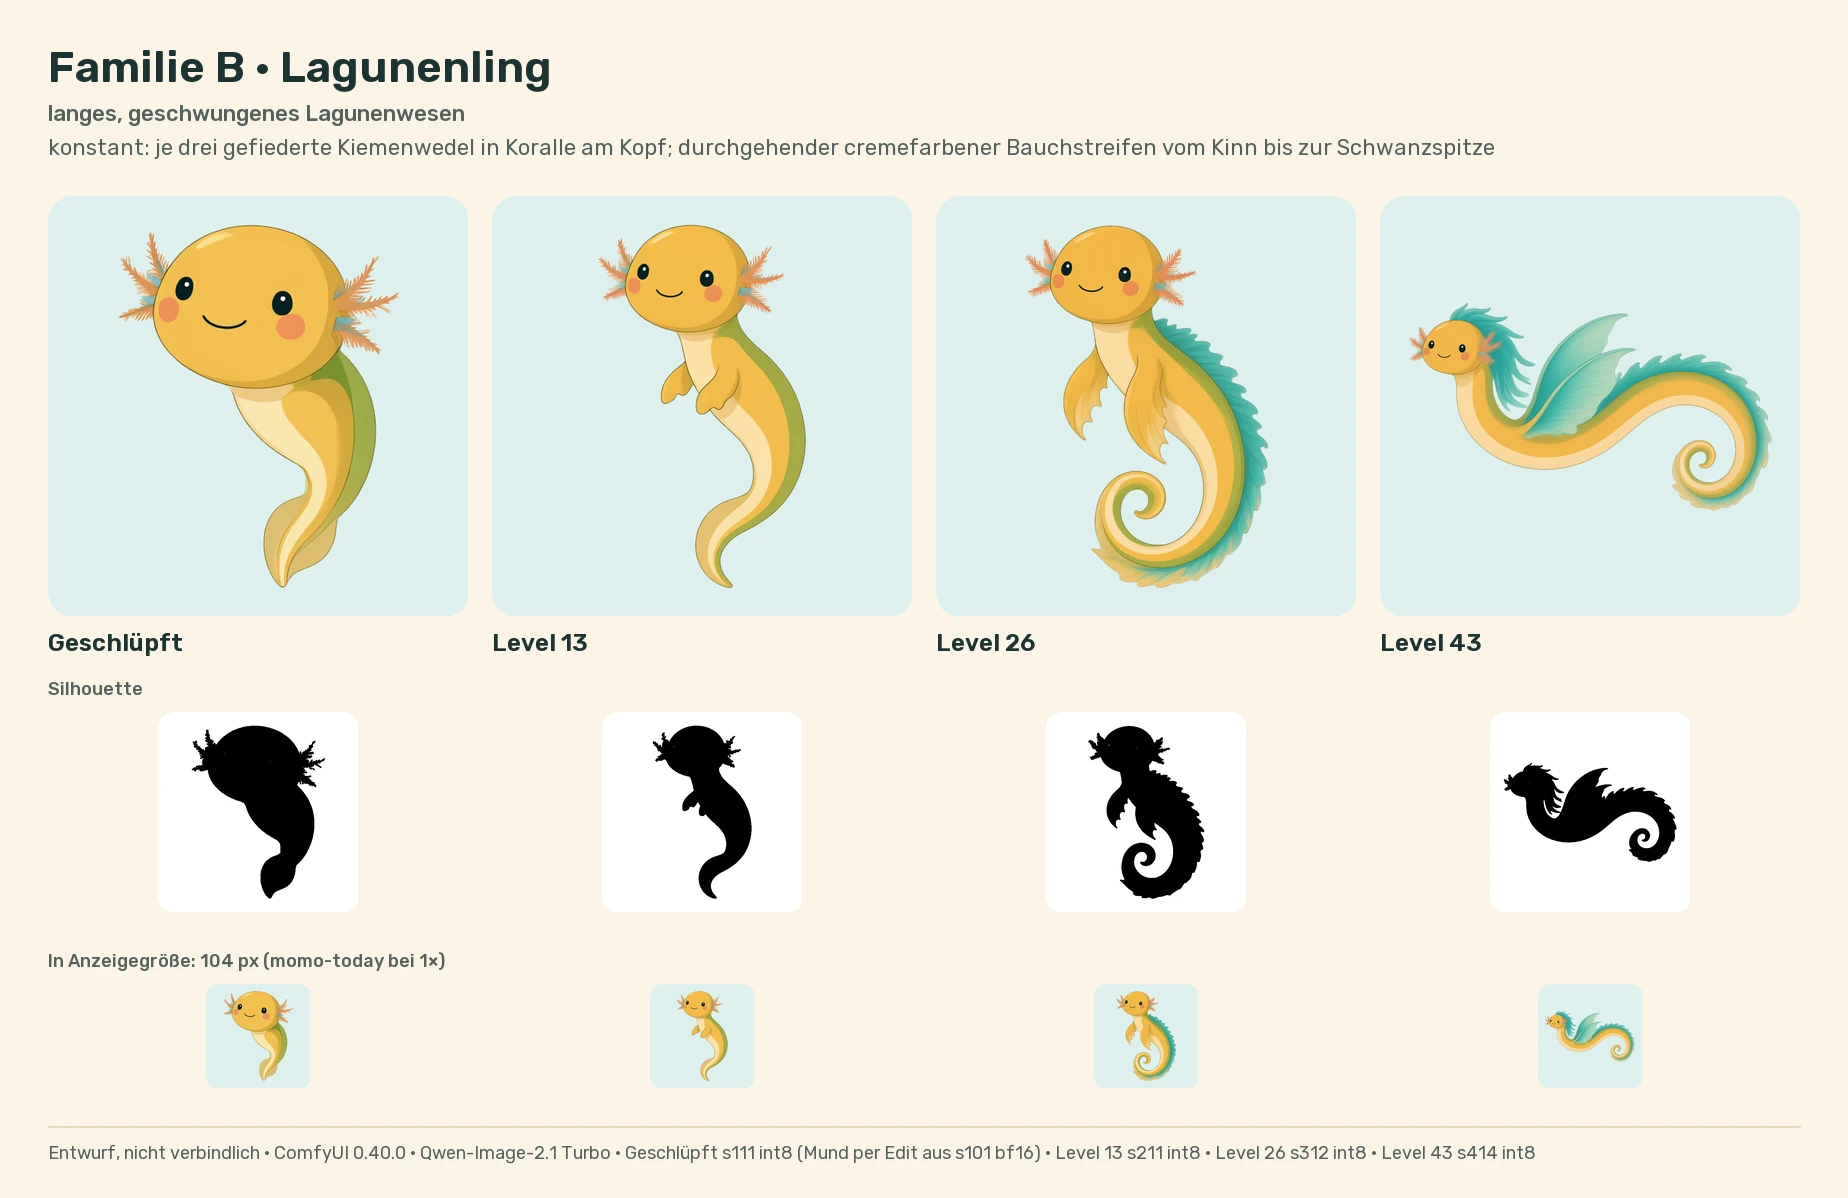 Familie B • Lagunenling
langes, geschwungenes Lagunenwesen
konstant: je drei gefiederte Kiemenwedel in Koralle am Kopf; durchgehender cremefarbener Bauchstreifen vom Kinn bis zur Schwanzspitze
Geschlüpft
Level 13
Level 26
Level 43
Silhouette
In Anzeigegröße: 104 px (momo-today bei 1×)
Entwurf, nicht verbindlich • ComfyUI 0.40.0 • Qwen-Image-2.1 Turbo • Geschlüpft s111 int8 (Mund per Edit aus s101 bf16) • Level 13 s211 int8 • Level 26 s312 int8 • Level 43 s414 int8